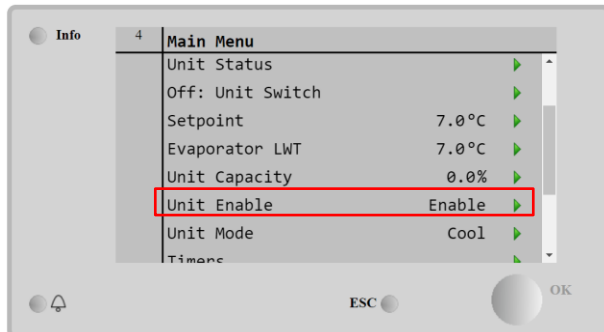 Info
4 Main Menu
Unit Status
Off: Unit Switch
Setpoint 7.0°C
Evaporator LWT 7.0°C
Unit Capacity 0.0%
Unit Enable Enable
Unit Mode Cool
Timers
ESC OK